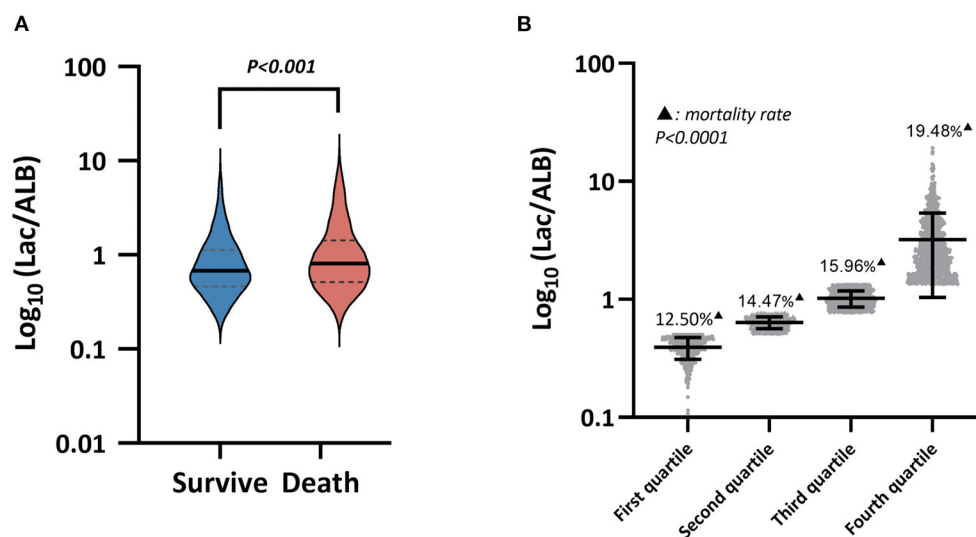 A
Log10 (Lac/ALB)
100
10
1
0.1
0.01
P<0.001
Survive Death
B
Log10 (Lac/ALB)
100
10
1
0.1
▲: mortality rate
P<0.0001
12.50%▲
14.47%▲
15.96%▲
19.48%▲
First quartile
Second quartile
Third quartile
Fourth quartile